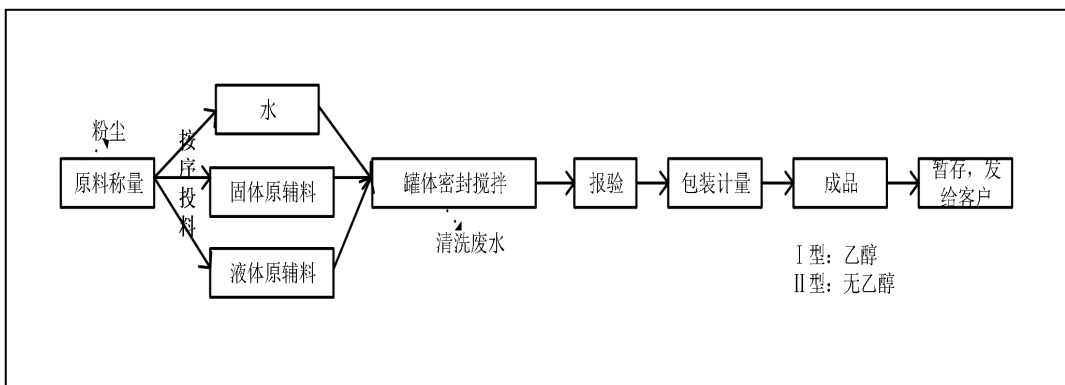 粉尘
原料称量
按序投料
水
固体原辅料
液体原辅料
罐体密封搅拌
清洗废水
报验
包装计量
成品
暂存，发
给客户
Ⅰ型：乙醇
Ⅱ型：无乙醇